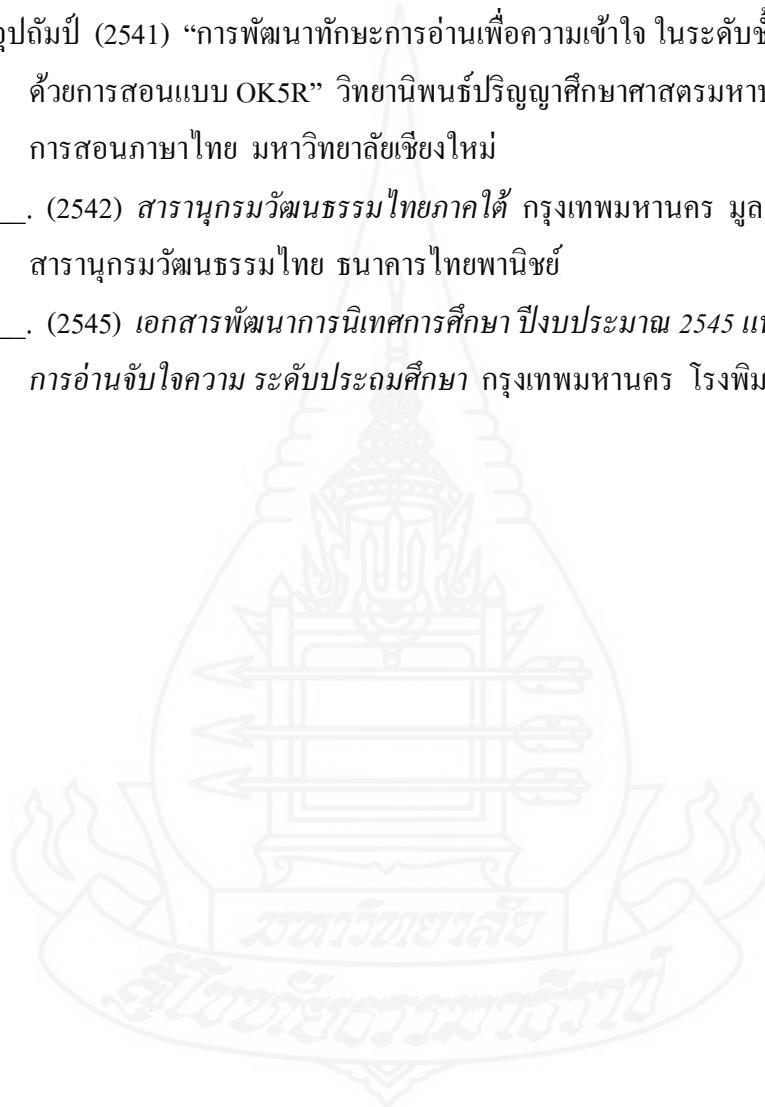 อุปถัมป์ (2541) “การพัฒนาทักษะการอ่านเพื่อความเข้าใจ ในระดับชั้
ด้วยการสอนแบบ OK5R” วิทยานิพนธ์ปริญญาศึกษาศาสตรมหาบ
การสอนภาษาไทย มหาวิทยาลัยเชียงใหม่
__. (2542) สารานุกรมวัฒนธรรมไทยภาคใต้ กรุงเทพมหานคร มูล
สารานุกรมวัฒนธรรมไทย ธนาคารไทยพานิชย์
__. (2545) เอกสารพัฒนาการนิเทศการศึกษา ปีงบประมาณ 2545 แน
การอ่านจับใจความ ระดับประถมศึกษา กรุงเทพมหานคร โรงพิม
มหาวิทยาลัย
สุโขทัยธรรมาธิราช